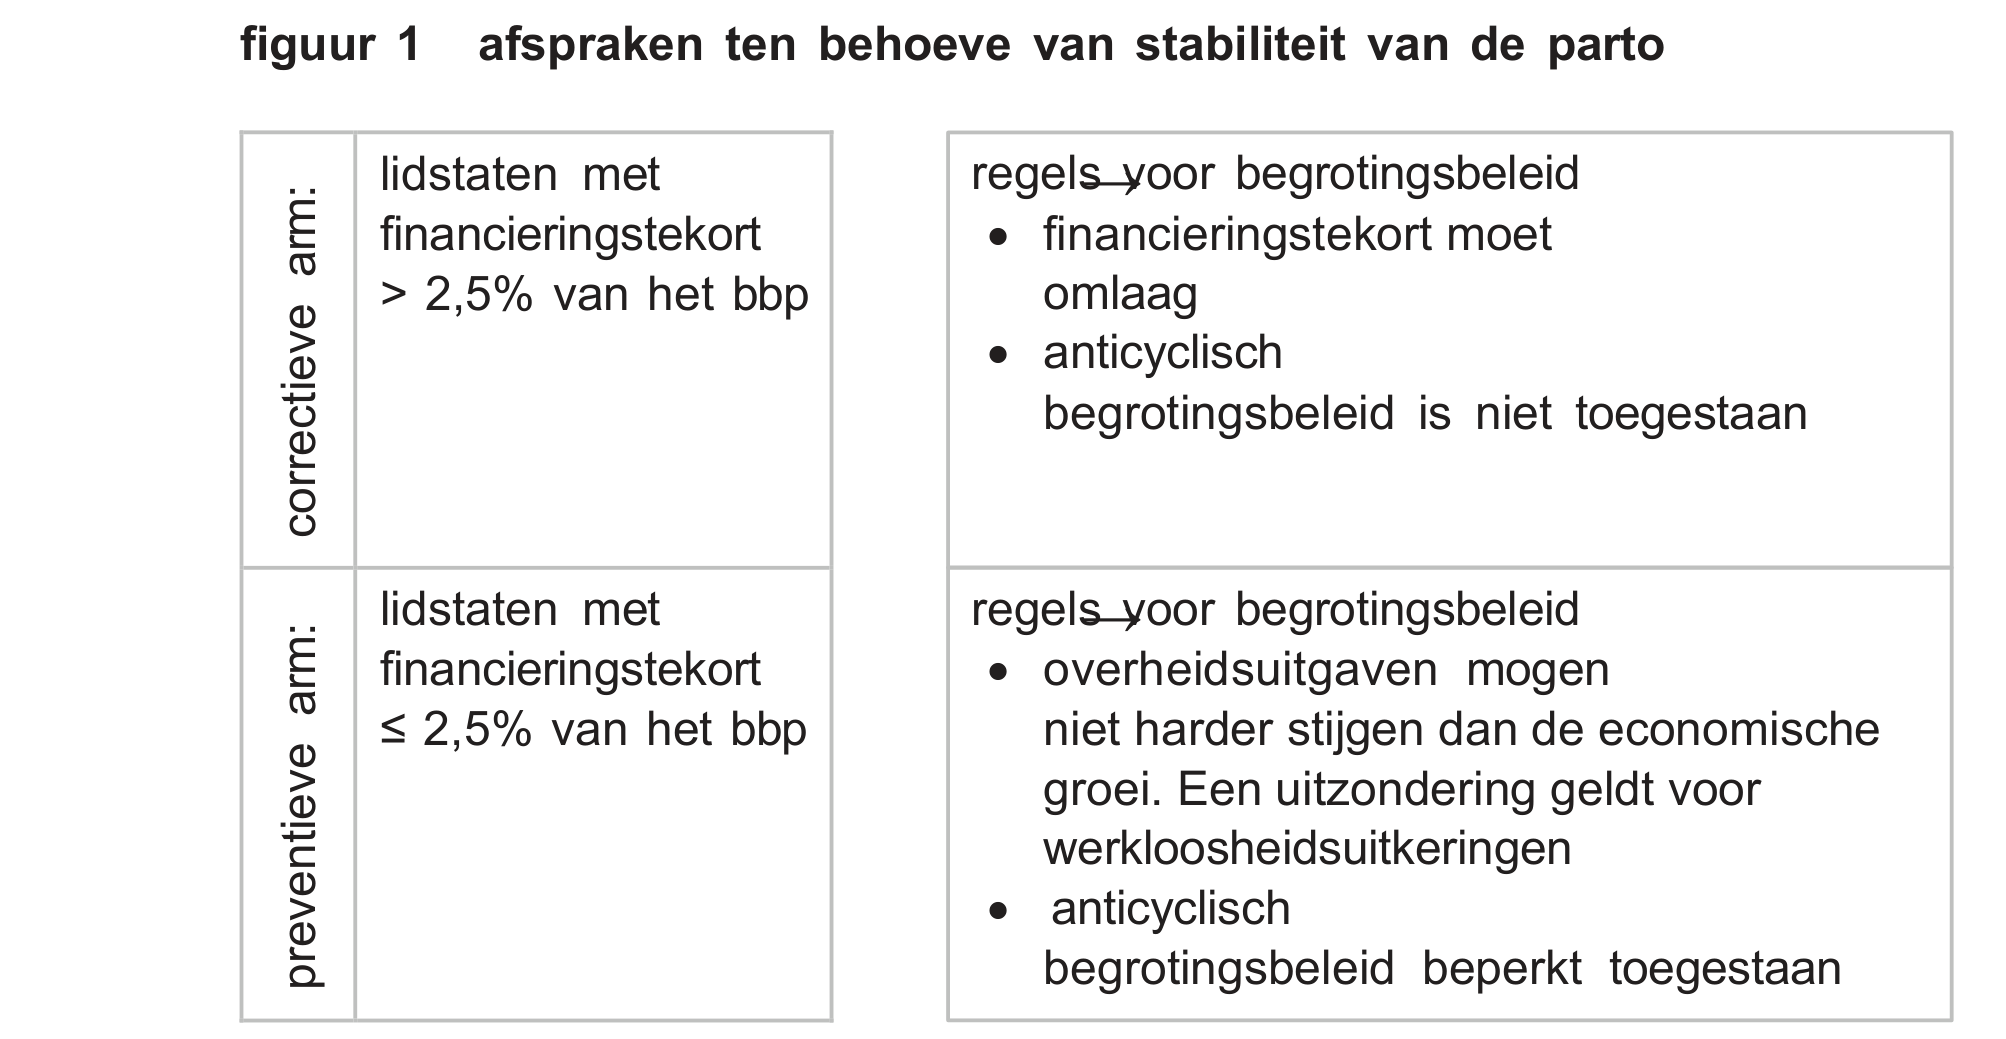 figuur 1 afspraken ten behoeve van stabiliteit van de parto
correctieve arm:
lidstaten met
financieringstekort
> 2,5% van het bbp
regels voor begrotingsbeleid
• financieringstekort moet
omlaag
• anticyclisch
begrotingsbeleid is niet toegestaan
preventieve arm:
lidstaten met
financieringstekort
≤ 2,5% van het bbp
regels voor begrotingsbeleid
• overheidsuitgaven mogen
niet harder stijgen dan de economische
groei. Een uitzondering geldt voor
werkloosheidsuitkeringen
• anticyclisch
begrotingsbeleid beperkt toegestaan